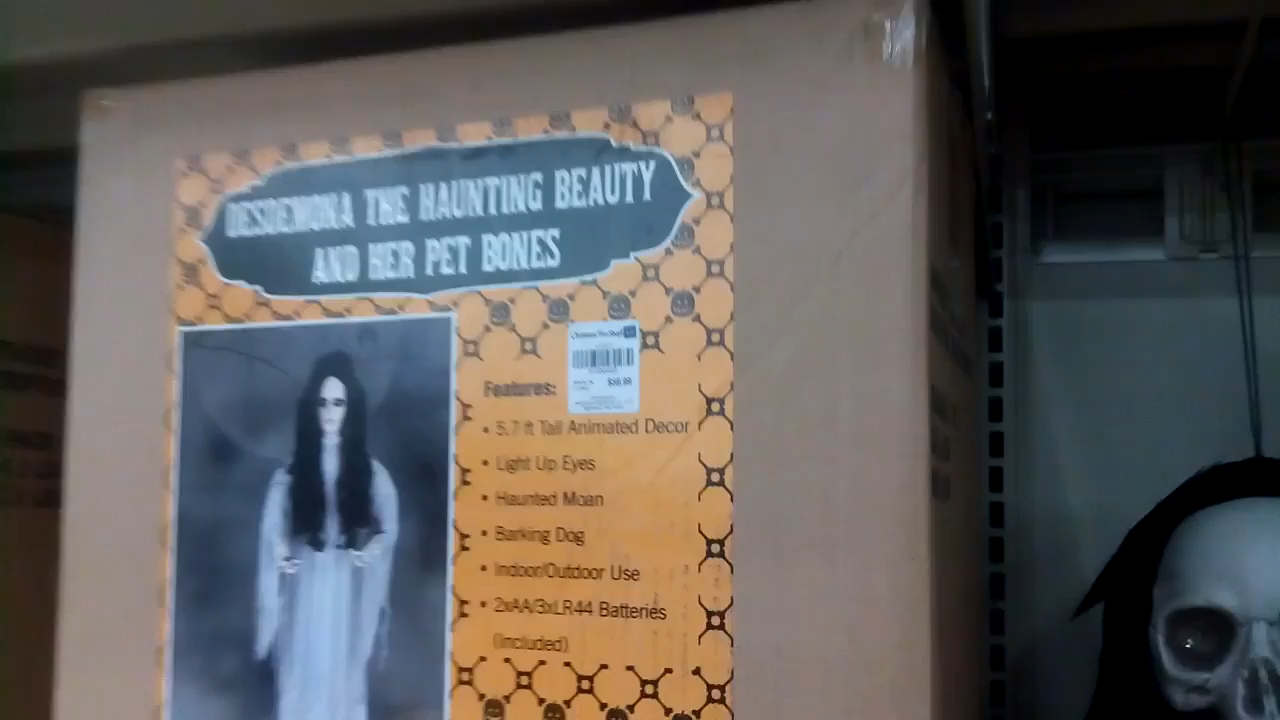 DESDEMONA THE HAUNTING BEAUTY
AND HER PET BONES
Features:
• 5.7 ft Tall Animated Decor
• Light Up Eyes
• Haunted Moan
• Barking Dog
• Indoor/Outdoor Use
• 2xAA/3xLR44 Batteries
(Included)